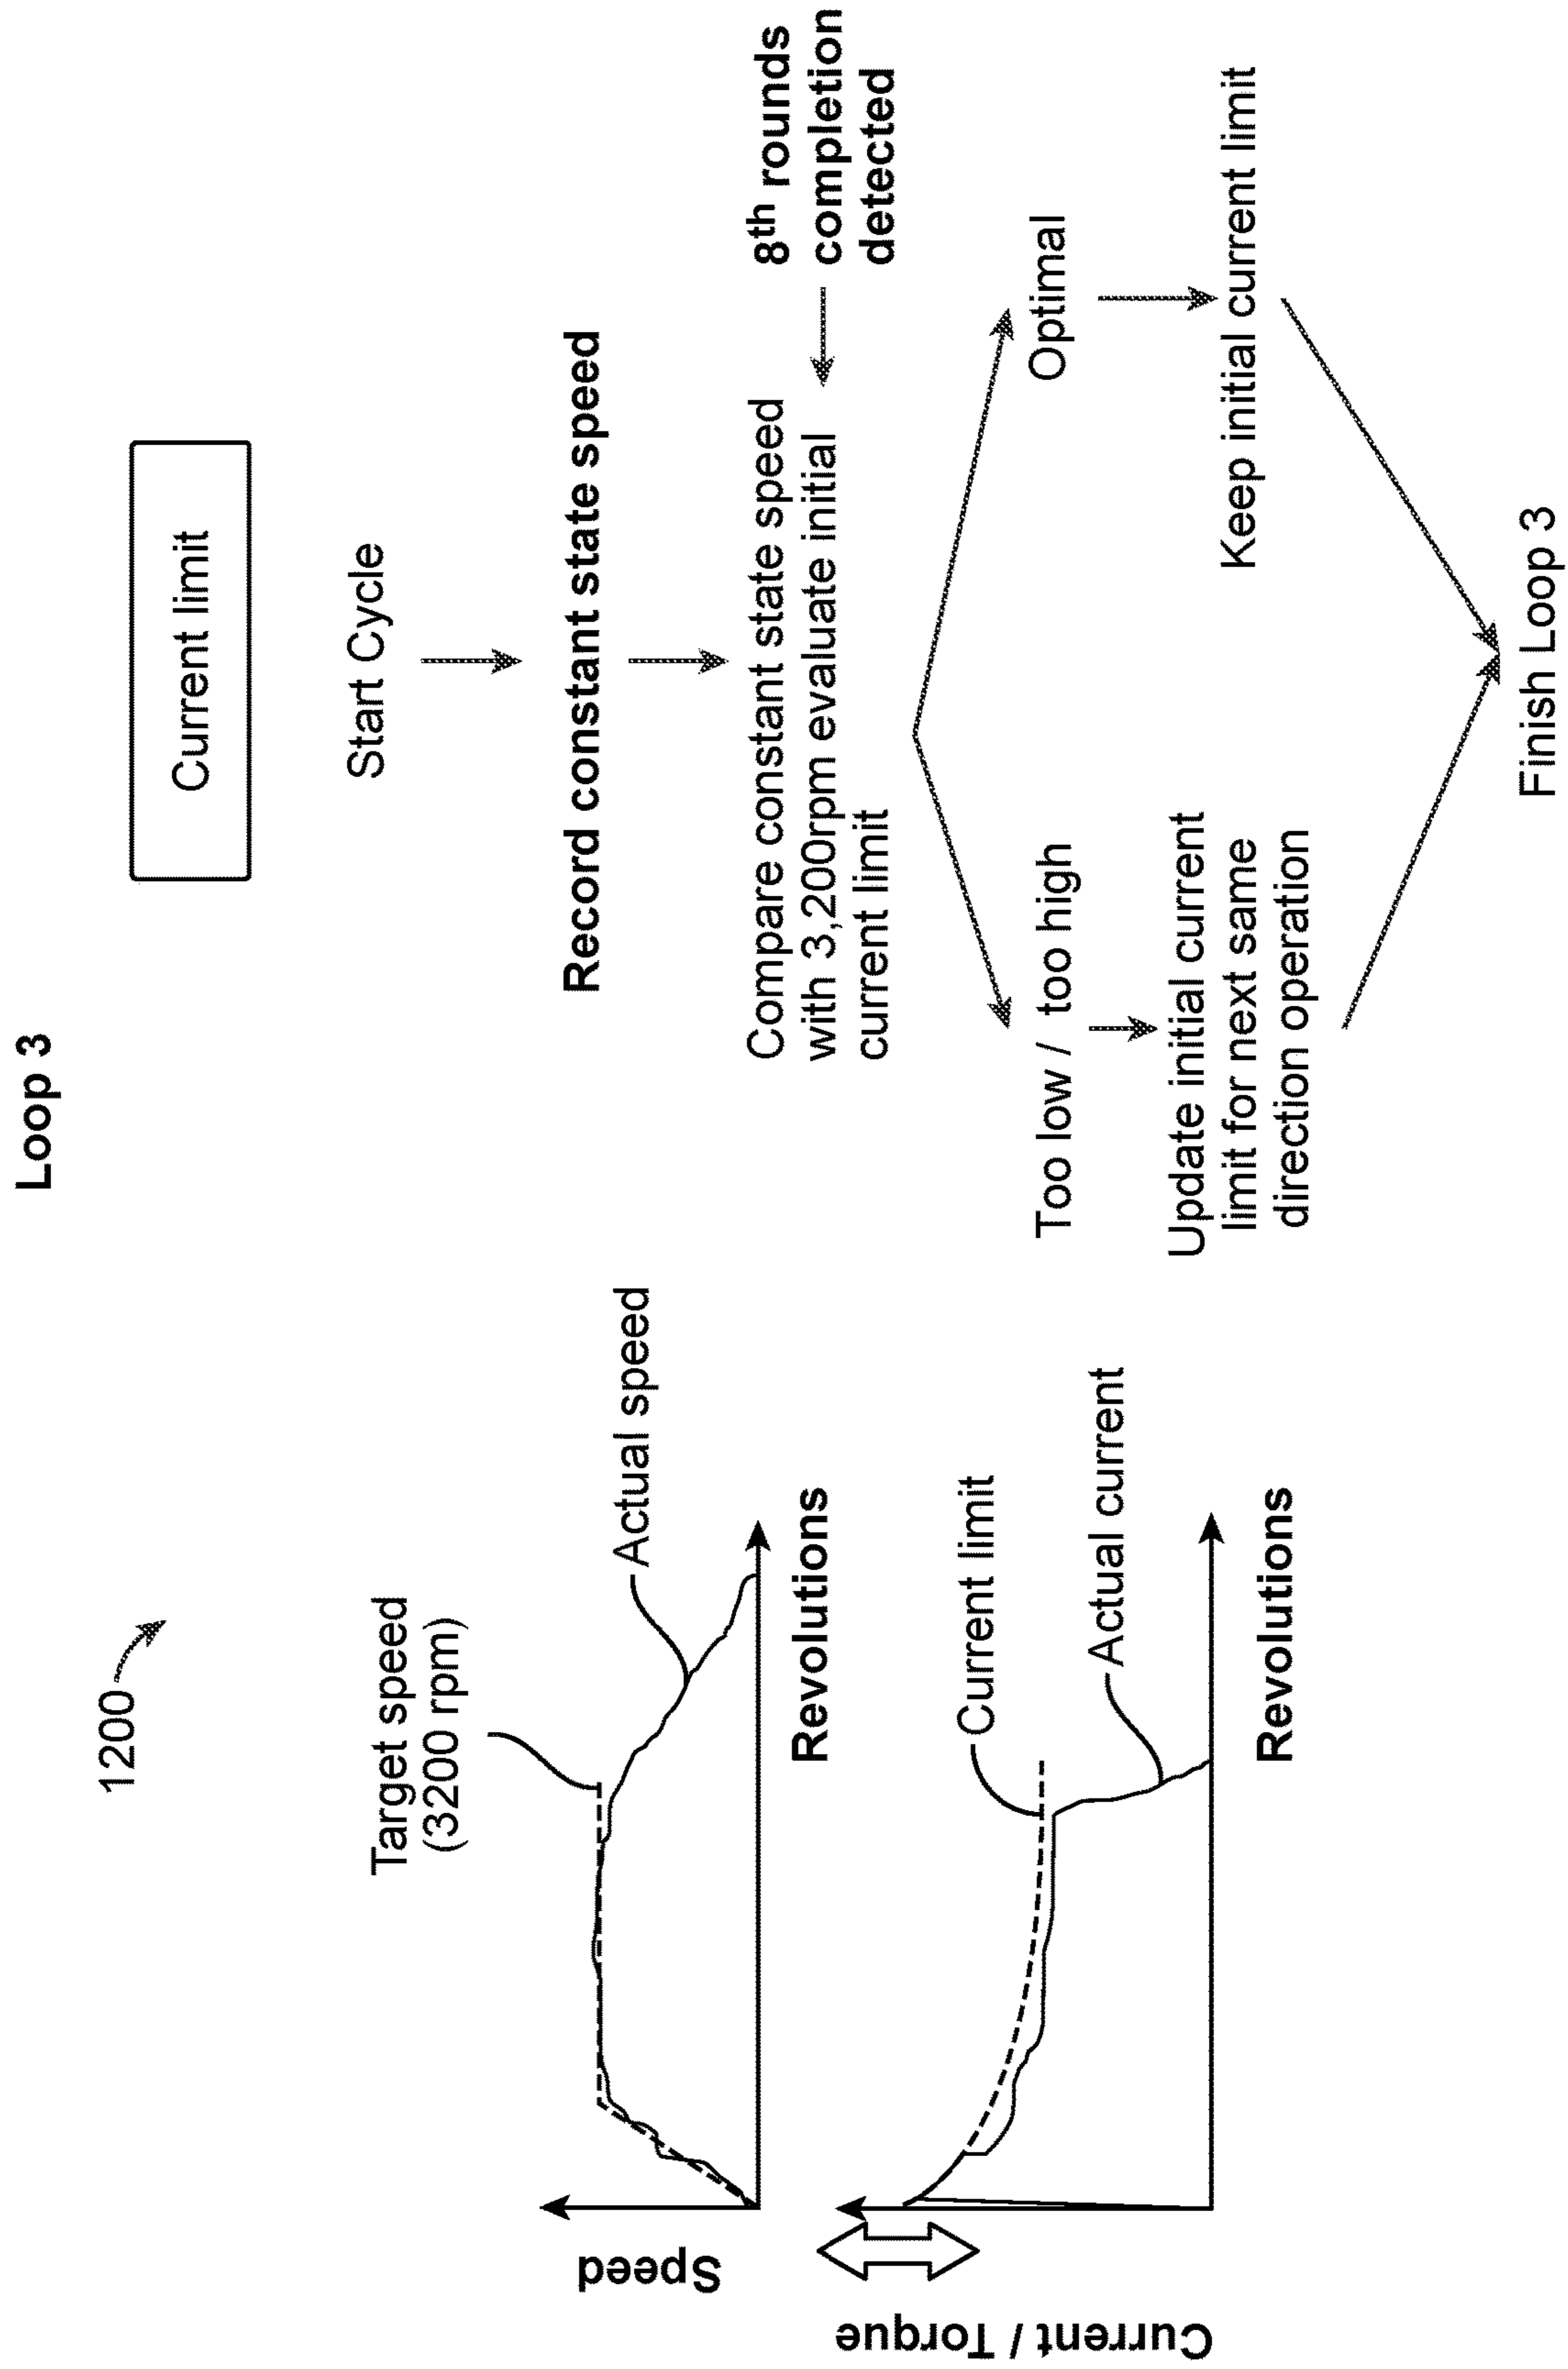 Loop 3
1200
Target speed
(3200 rpm)
Actual speed
Speed
Revolutions
Current limit
Actual current
Current / Torque
Revolutions
Current limit
Start Cycle
Record constant state speed
Compare constant state speed
with 3,200rpm evaluate initial
current limit
8th rounds
completion
detected
Too low / too high
Optimal
Update initial current
limit for next same
direction operation
Keep initial current limit
Finish Loop 3